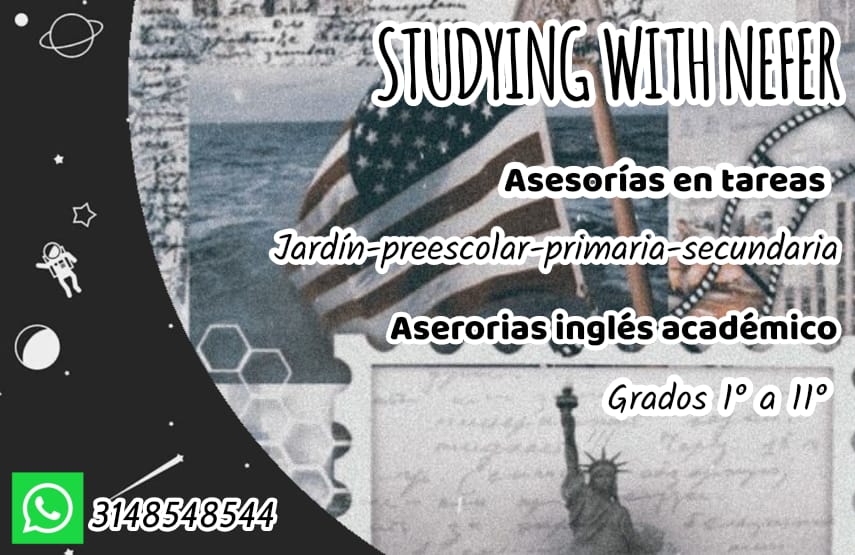 STUDYING WITH NEFER
Asesorías en tareas
Jardín-preescolar-primaria-secundaria
Aserorias inglés académico
Grados 1° a 11°
3148548544